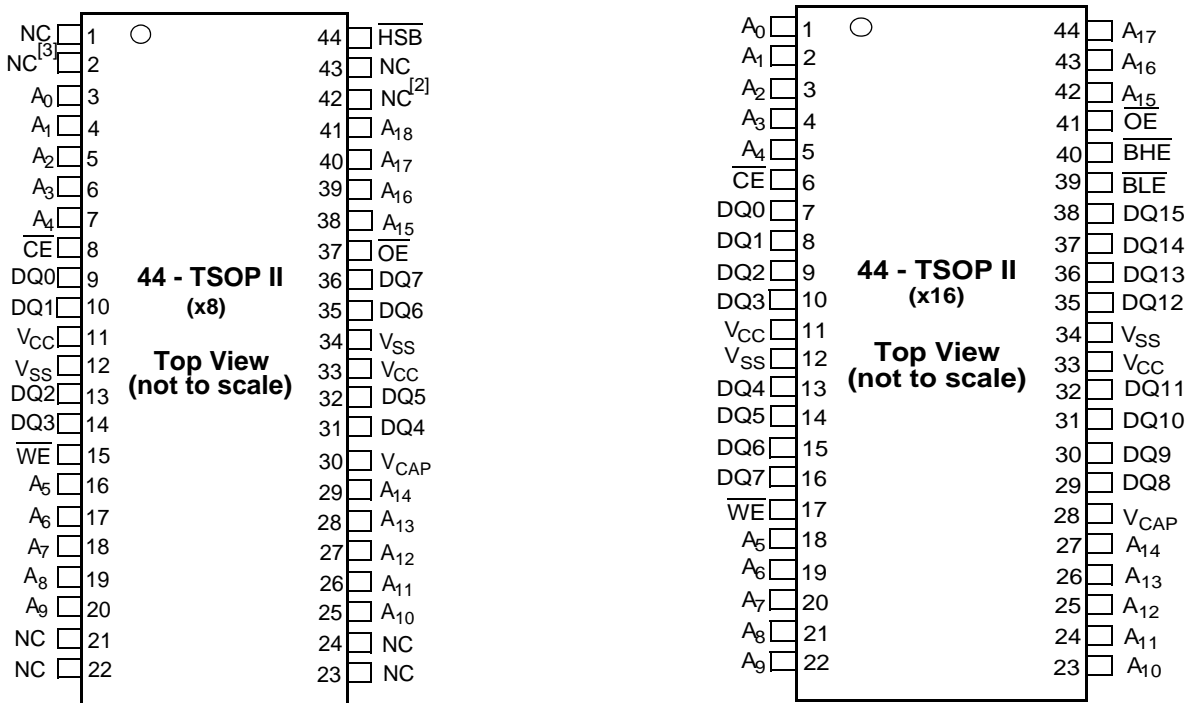 NC 1 44 HSB
NC[3] 2 43 NC
A0 3 42 NC[2]
A1 4 41 A18
A2 5 40 A17
A3 6 39 A16
A4 7 38 A15
CE 8 37 OE
DQ0 9 36 DQ7
DQ1 10 35 DQ6
VCC 11 34 VSS
VSS 12 33 VCC
DQ2 13 32 DQ5
DQ3 14 31 DQ4
WE 15 30 VCAP
A5 16 29 A14
A6 17 28 A13
A7 18 27 A12
A8 19 26 A11
A9 20 25 A10
NC 21 24 NC
NC 22 23 NC
44 - TSOP II
(x8)
Top View
(not to scale)
A0 1 44 A17
A1 2 43 A16
A2 3 42 A15
A3 4 41 OE
A4 5 40 BHE
CE 6 39 BLE
DQ0 7 38 DQ15
DQ1 8 37 DQ14
DQ2 9 36 DQ13
DQ3 10 35 DQ12
VCC 11 34 VSS
VSS 12 33 VCC
DQ4 13 32 DQ11
DQ5 14 31 DQ10
DQ6 15 30 DQ9
DQ7 16 29 DQ8
WE 17 28 VCAP
A5 18 27 A14
A6 19 26 A13
A7 20 25 A12
A8 21 24 A11
A9 22 23 A10
44 - TSOP II
(x16)
Top View
(not to scale)